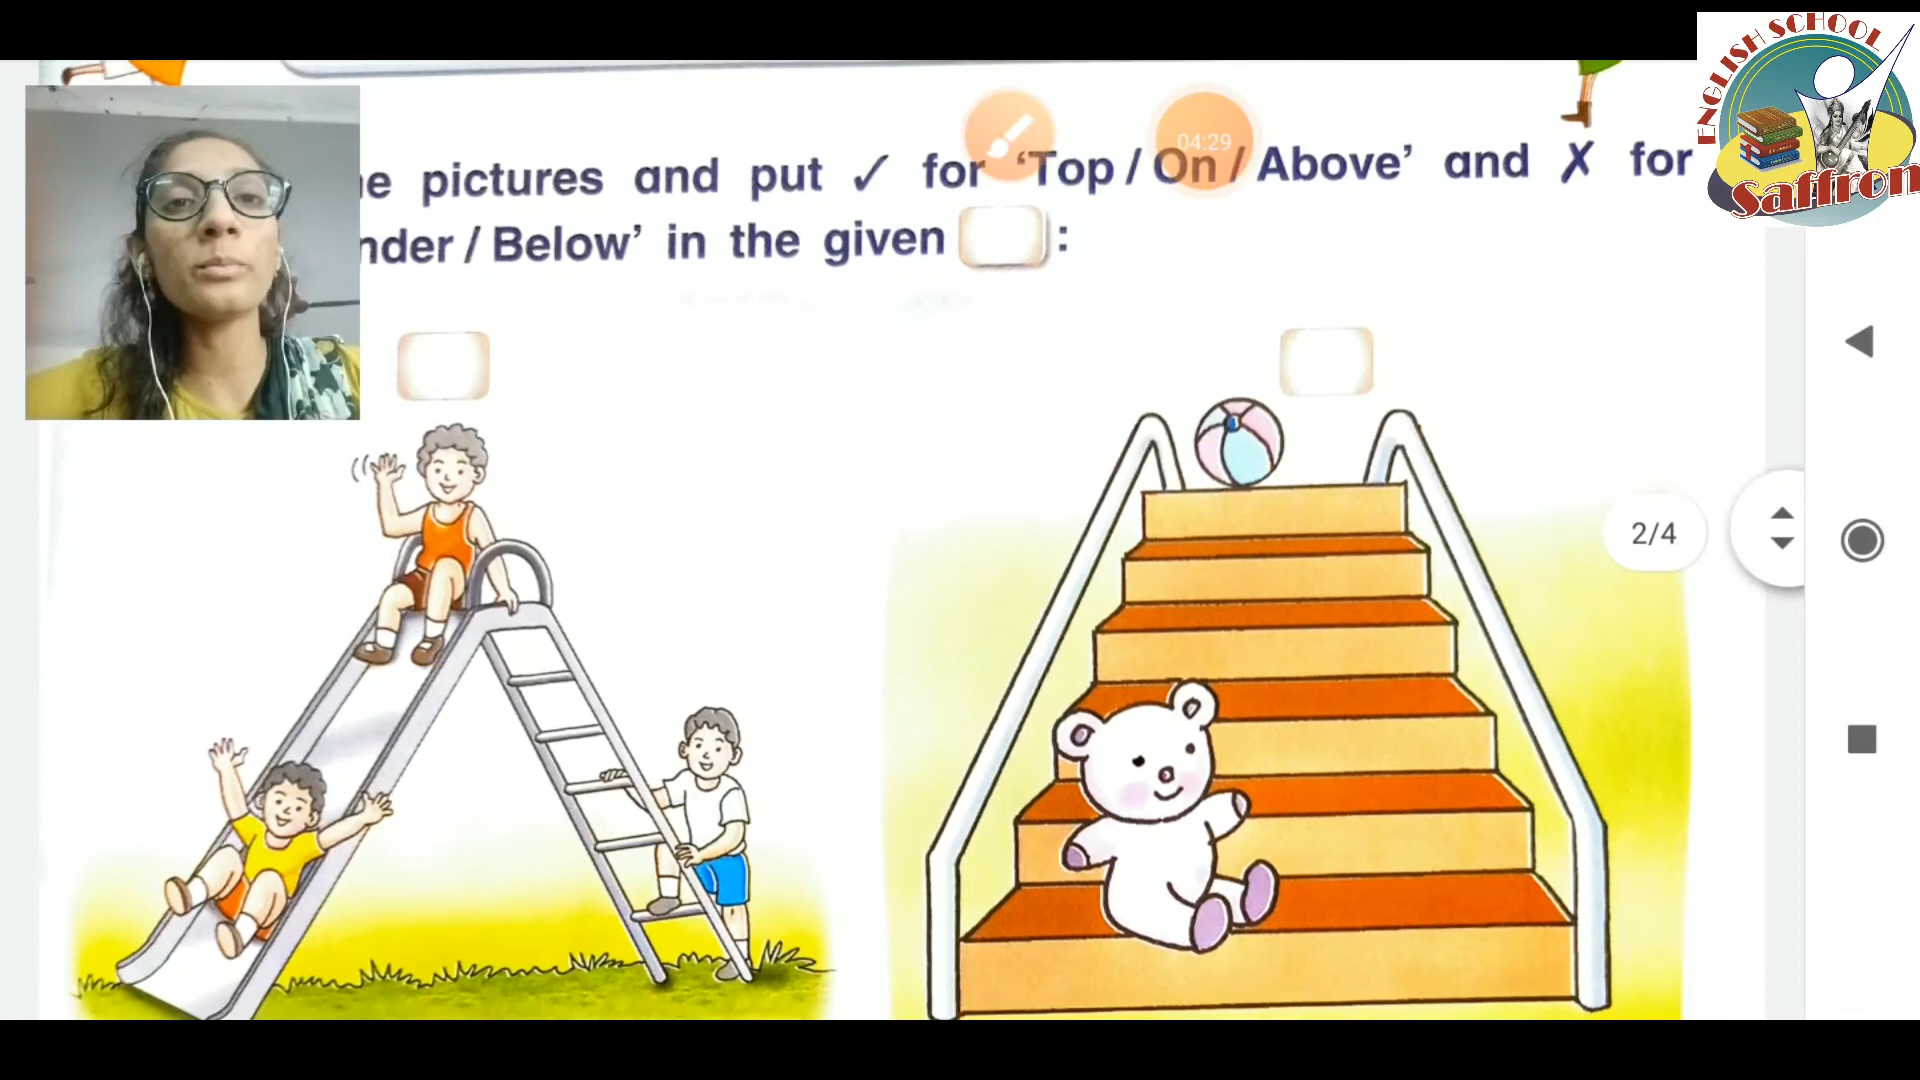 ENGLISH SCHOOL
Saffron
04:29
pictures and put ✓ for ‘Top / On / Above’ and ✗ for
Below’ in the given :
2/4